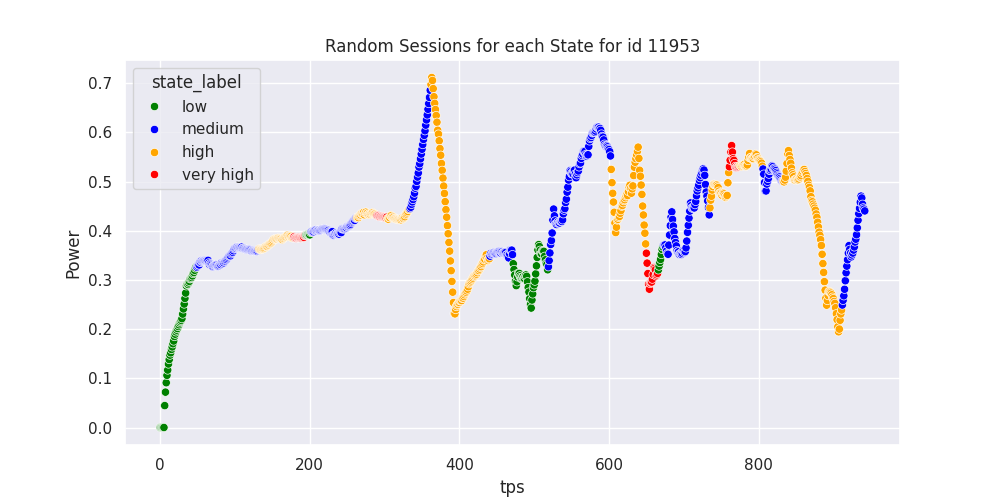 Random Sessions for each State for id 11953
state_label
low
medium
high
very high
Power
0.7
0.6
0.5
0.4
0.3
0.2
0.1
0.0
0 200 400 600 800
tps